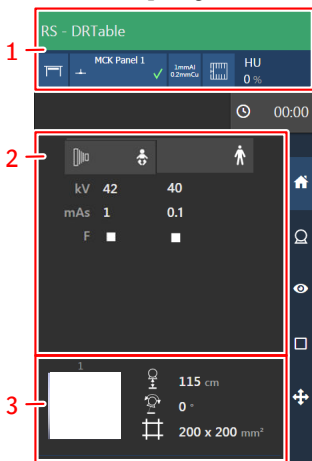 RS - DRTable
1
MCK Panel 1
1mmAl
0.2mmCu
HU
0 %
00:00
2
kV 42 40
mAs 1 0.1
F
3
1
115 cm
0 °
200 x 200 mm²